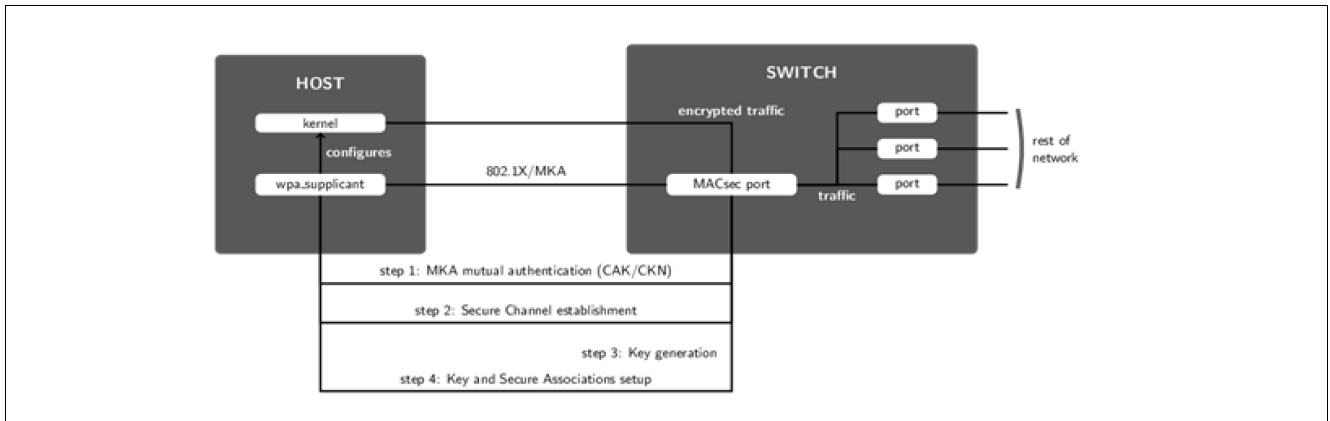 HOST
SWITCH
kernel
encrypted traffic
port
configures
rest of
network
port
802.1X/MKA
wpa_supplicant
MACsec port
port
traffic
step 1: MKA mutual authentication (CAK/CKN)
step 2: Secure Channel establishment
step 3: Key generation
step 4: Key and Secure Associations setup